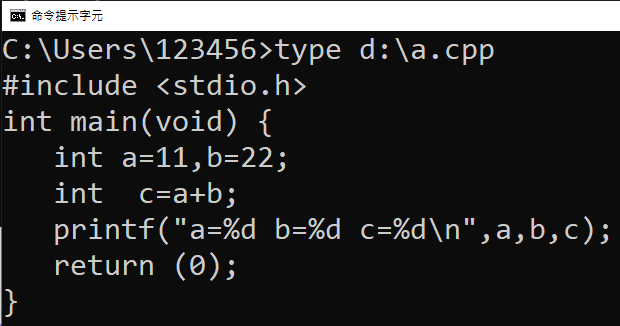 命令提示字元
C:\Users\123456>type d:\a.cpp
#include <stdio.h>
int main(void) {
   int a=11,b=22;
   int  c=a+b;
   printf("a=%d b=%d c=%d\n",a,b,c);
   return (0);
}